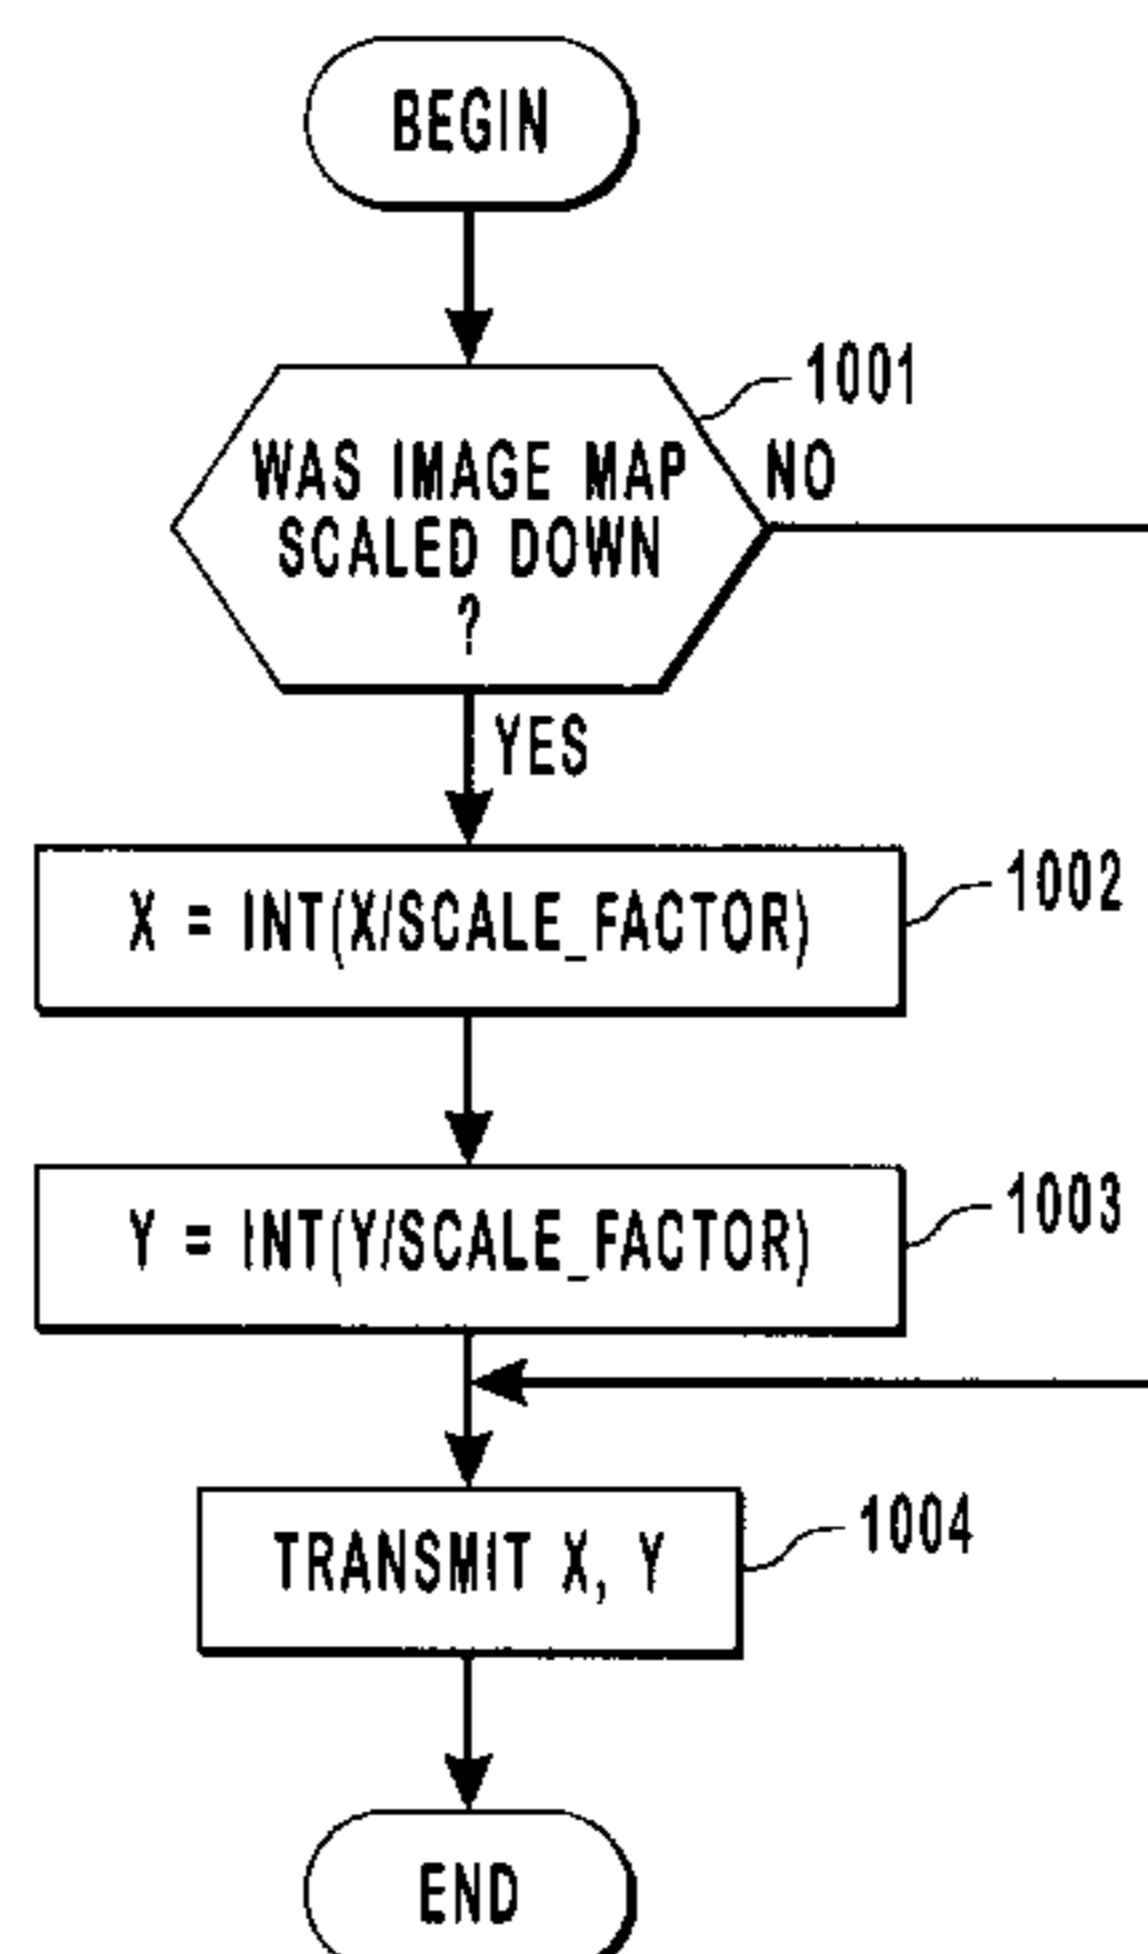 BEGIN
1001
WAS IMAGE MAP
SCALED DOWN
?
NO
YES
X = INT(X/SCALE_FACTOR)
1002
Y = INT(Y/SCALE_FACTOR)
1003
TRANSMIT X, Y
1004
END